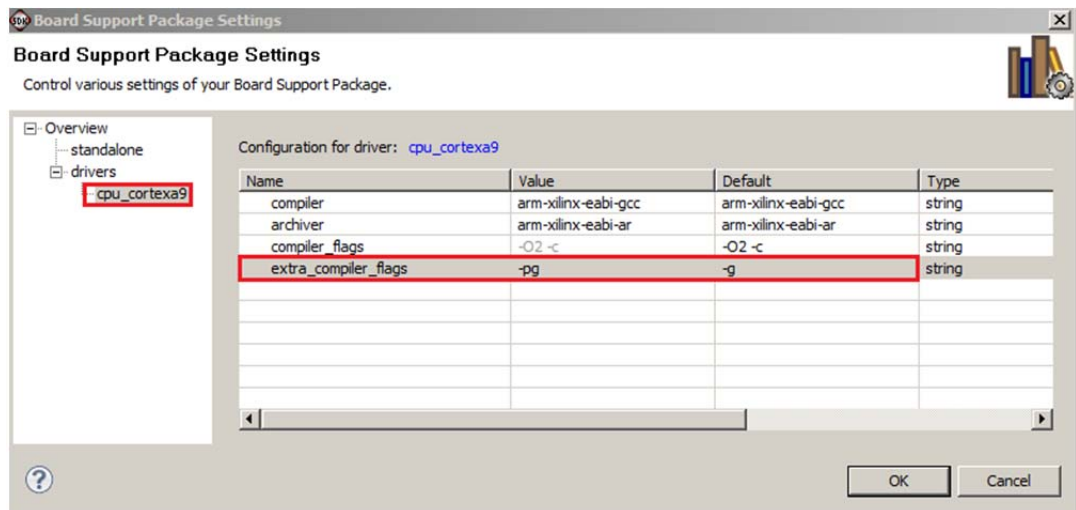 SDK Board Support Package Settings
Board Support Package Settings
Control various settings of your Board Support Package.
Overview
standalone
drivers
cpu_cortexa9
Configuration for driver: cpu_cortexa9
Name Value Default Type
compiler arm-xilinx-eabi-gcc arm-xilinx-eabi-gcc string
archiver arm-xilinx-eabi-ar arm-xilinx-eabi-ar string
compiler_flags -O2 -c -O2 -c string
extra_compiler_flags -pg -g string
?
OK Cancel